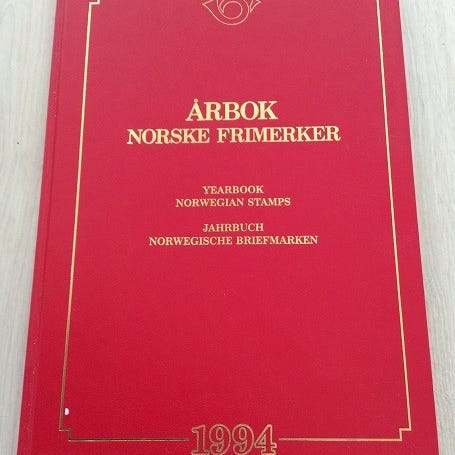 ÅRBOK
NORSKE FRIMERKER
YEARBOOK
NORWEGIAN STAMPS
JAHRBUCH
NORWEGISCHE BRIEFMARKEN
1994